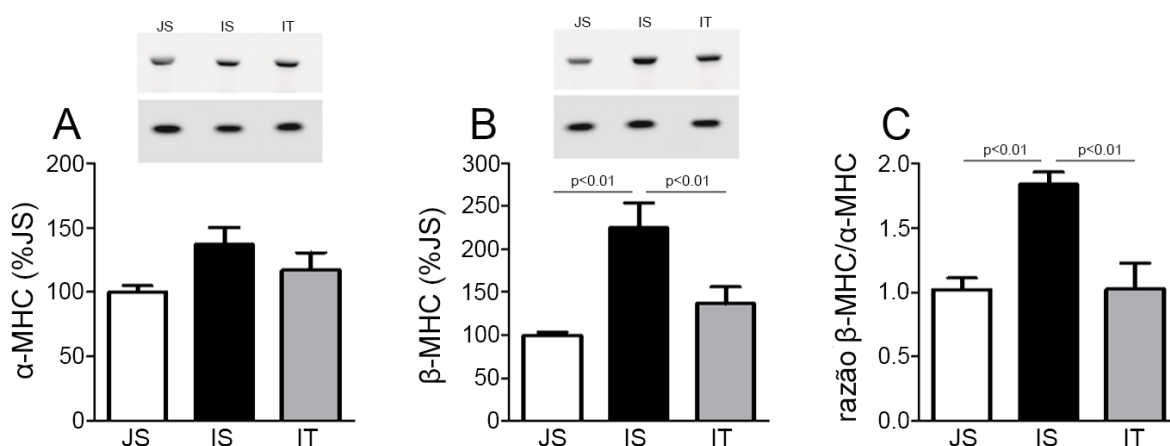 JS IS IT
A
200
150
100
50
0
α-MHC (%JS)
JS IS IT
JS IS IT
B
300
250
200
150
100
50
0
β-MHC (%JS)
p<0.01 p<0.01
JS IS IT
C
2.0
1.5
1.0
0.5
0.0
razão β-MHC/α-MHC
p<0.01 p<0.01
JS IS IT